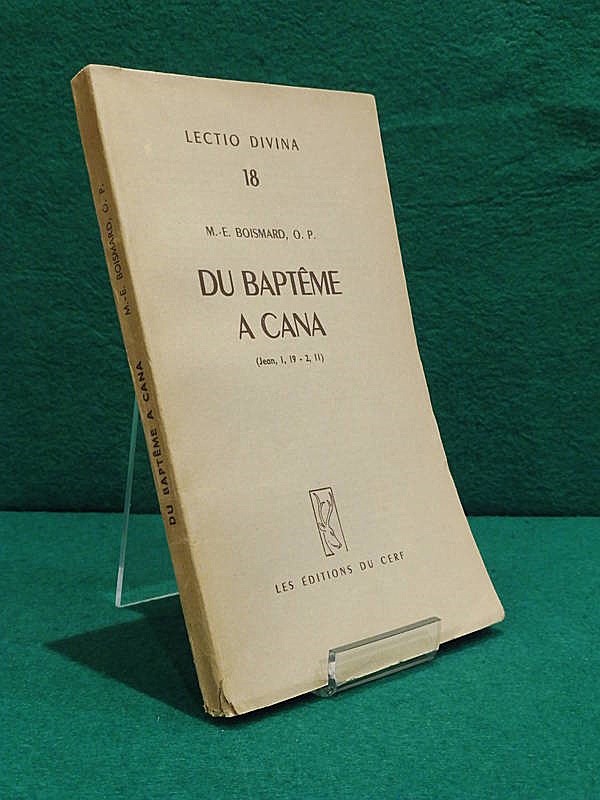 LECTIO DIVINA
18
M.-E. BOISMARD, O. P.
DU BAPTÊME
A CANA
(Jean, 1, 19 - 2, 11)
LES ÉDITIONS DU CERF
DU BAPTÊME A CANA M.-E. BOISMARD, O. P.